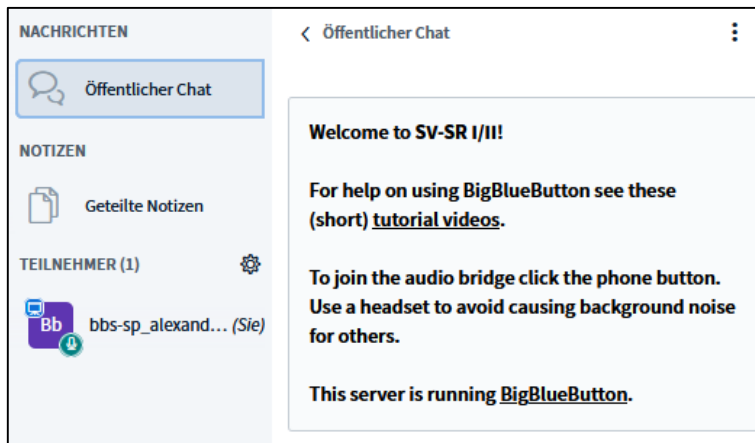 NACHRICHTEN
Öffentlicher Chat
NOTIZEN
Geteilte Notizen
TEILNEHMER (1)
Bb
bbs-sp_alexand... (Sie)
Öffentlicher Chat
Welcome to SV-SR I/II!
For help on using BigBlueButton see these
(short) tutorial videos.
To join the audio bridge click the phone button.
Use a headset to avoid causing background noise
for others.
This server is running BigBlueButton.